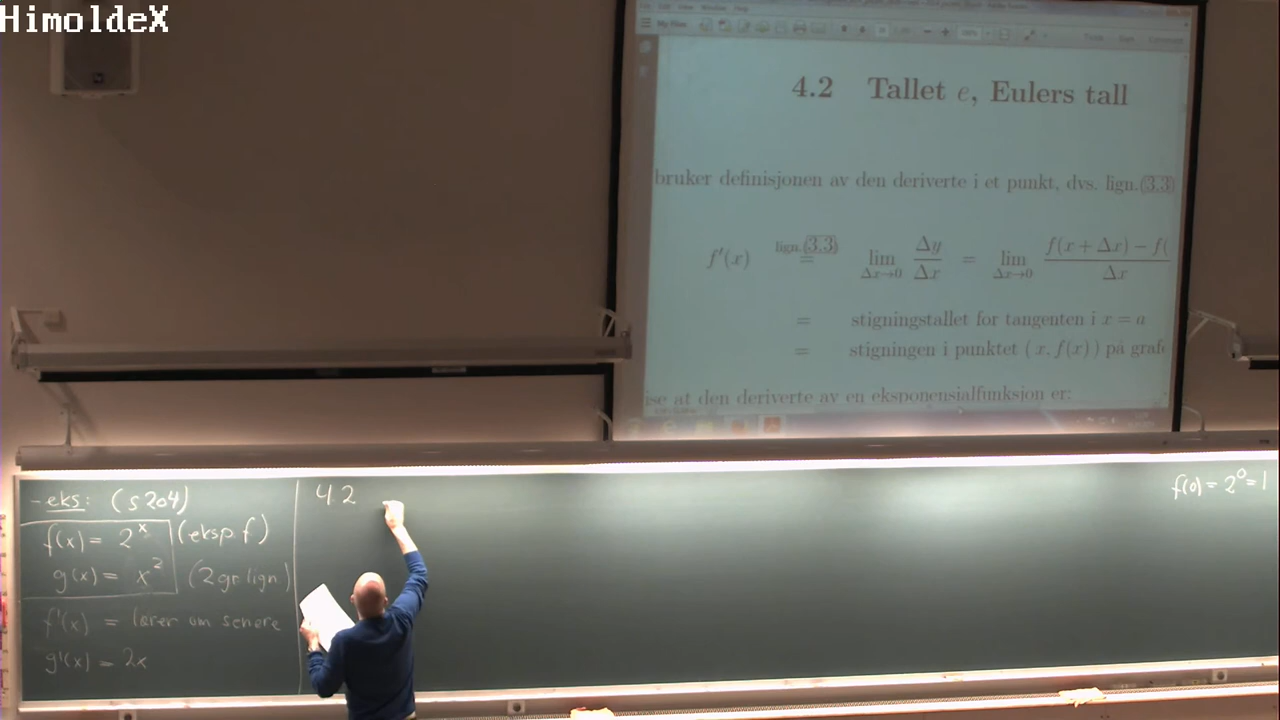 HimoldeX
4.2 Tallet e, Eulers tall
bruker definisjonen av den deriverte i et punkt, dvs. lign.(3.3)
f′(x) lign.(3.3) = lim Δx→0 Δy/Δx = lim Δx→0 f(x + Δx) − f( / Δx
= stigningstallet for tangenten i x = a
= stigningen i punktet ( x, f(x) ) på graf
ise at den deriverte av en eksponensialfunksjon er:
- eks: (s 204)
f(x) = 2^x (eksp. f)
g(x) = x^2 (2 gr lign)
f'(x) = lærer om senere
g'(x) = 2x
4.2
f(0) = 2^0 = 1